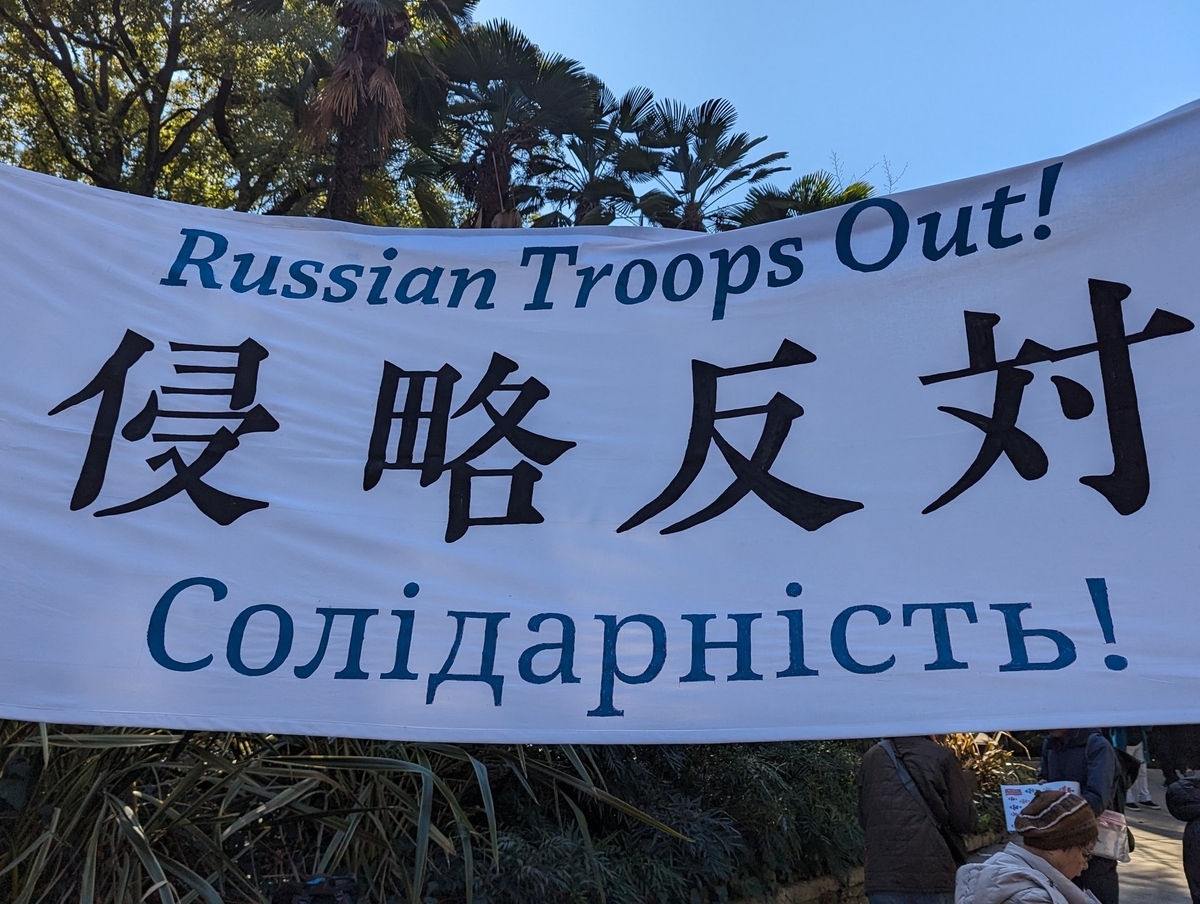 Russian Troops Out!
侵略反対
Солідарність!